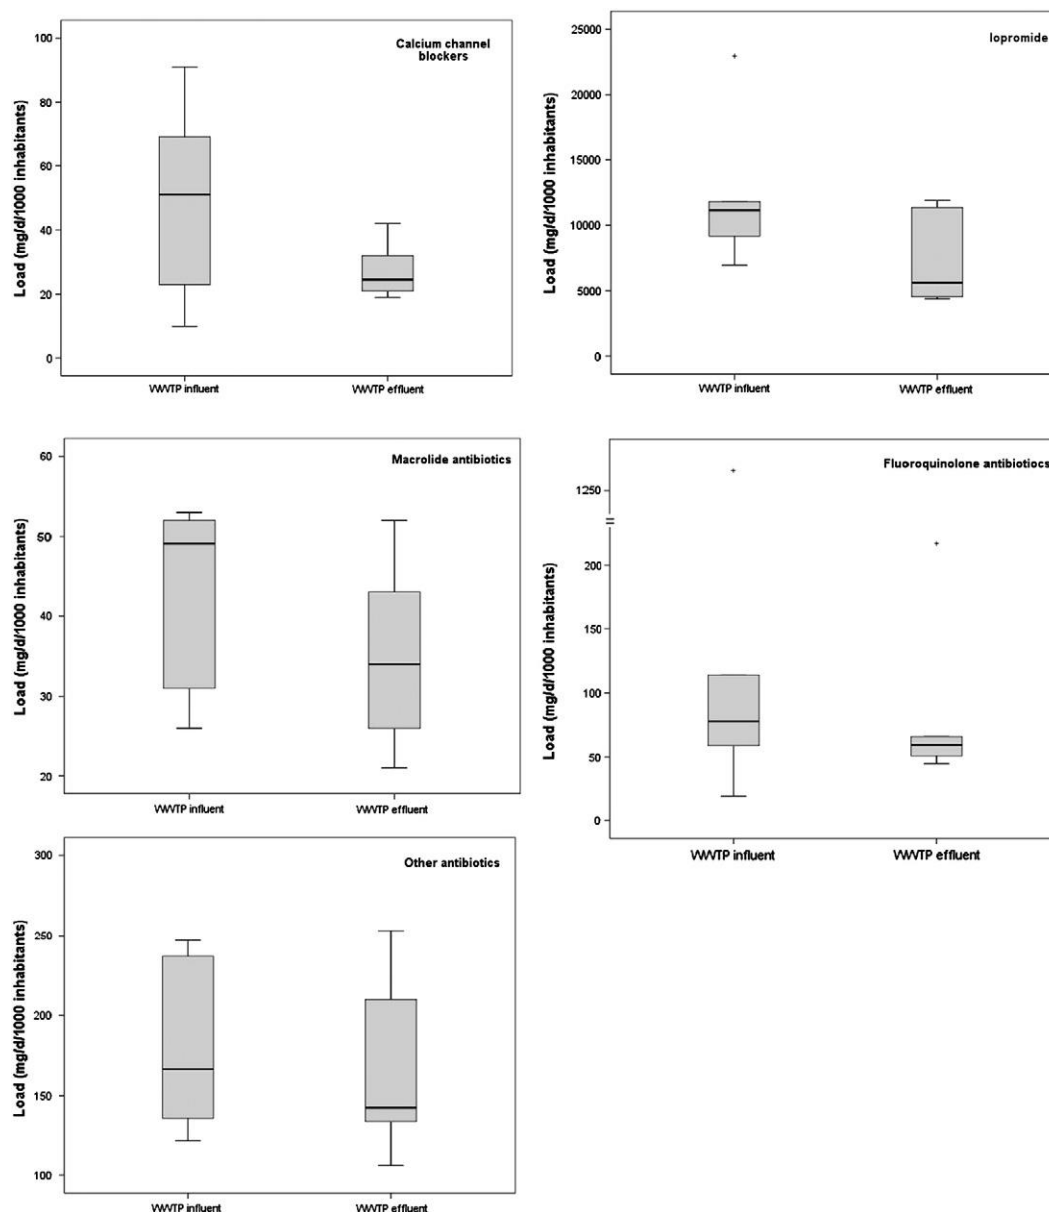 Calcium channel
blockers
Load (mg/d/1000 inhabitants)
100
80
60
40
20
0
WWTP influent
WWTP effluent
Iopromide
Load (mg/d/1000 inhabitants)
25000
20000
15000
10000
5000
0
WWTP influent
WWTP effluent
Macrolide antibiotics
Load (mg/d/1000 inhabitants)
60
50
40
30
20
WWTP influent
WWTP effluent
Fluoroquinolone antibiotiocs
Load (mg/d/1000 inhabitants)
1250
=
200
150
100
50
0
WWTP influent
WWTP effluent
Other antibiotics
Load (mg/d/1000 inhabitants)
300
250
200
150
100
WWTP influent
WWTP effluent